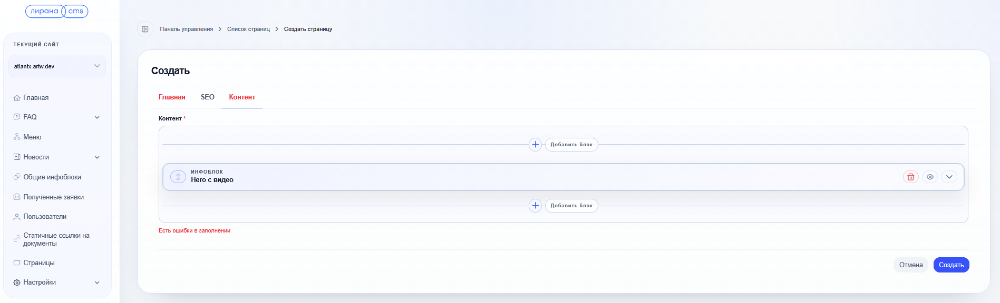 лирана cms
ТЕКУЩИЙ САЙТ
atlantx.artw.dev
Главная
FAQ
Меню
Новости
Общие инфоблоки
Полученные заявки
Пользователи
Статичные ссылки на
документы
Страницы
Настройки
Панель управления > Список страниц > Создать страницу
Создать
Главная SEO Контент
Контент *
Добавить блок
ИНФОБЛОК
Hero с видео
Добавить блок
Есть ошибки в заполнении
Отмена Создать